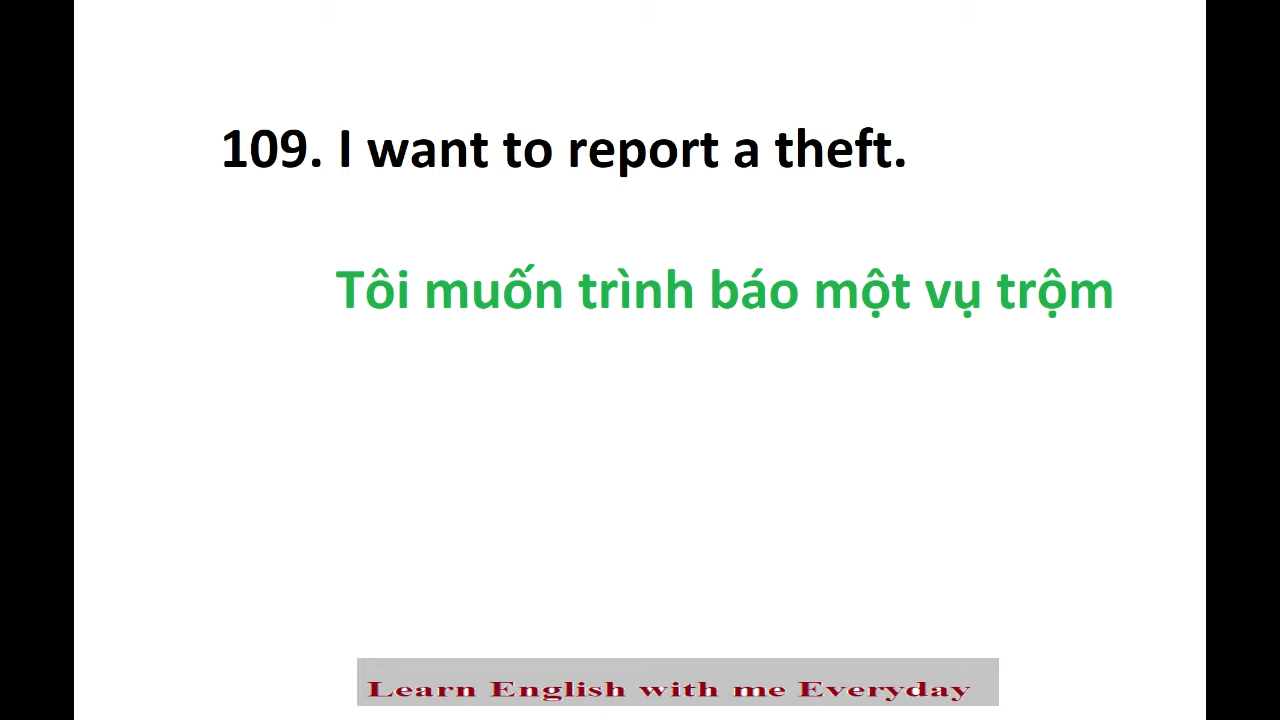 109. I want to report a theft.
Tôi muốn trình báo một vụ trộm
Learn English with me Everyday